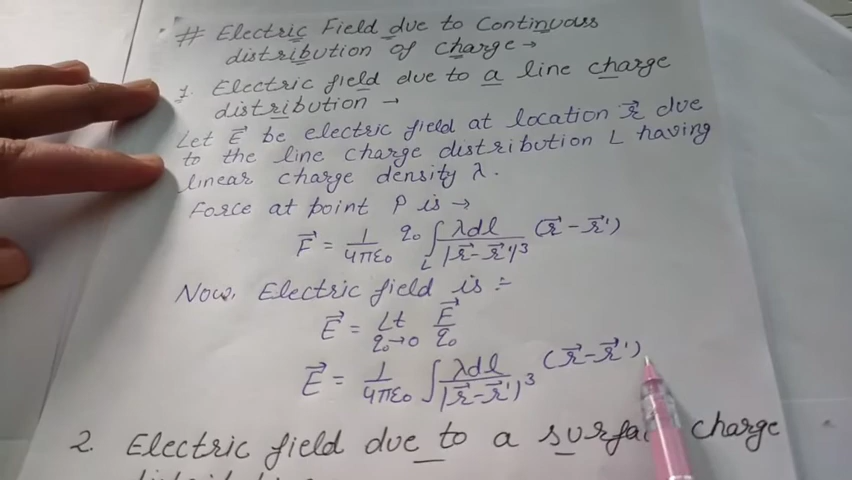 # Electric Field due to Continuous
distribution of charge →
1. Electric field due to a line charge
distribution →
Let E⃗ be electric field at location r⃗ due
to the line charge distribution L having
linear charge density λ.
Force at point P is →
F⃗ = 1/4πε₀ q₀ ∫_L λdl/|r⃗-r⃗'|³ (r⃗-r⃗')
Now, Electric field is :-
E⃗ = Lt q₀→0 F⃗/q₀
E⃗ = 1/4πε₀ ∫ λdl/|r⃗-r⃗'|³ (r⃗-r⃗')
2. Electric field due to a charge